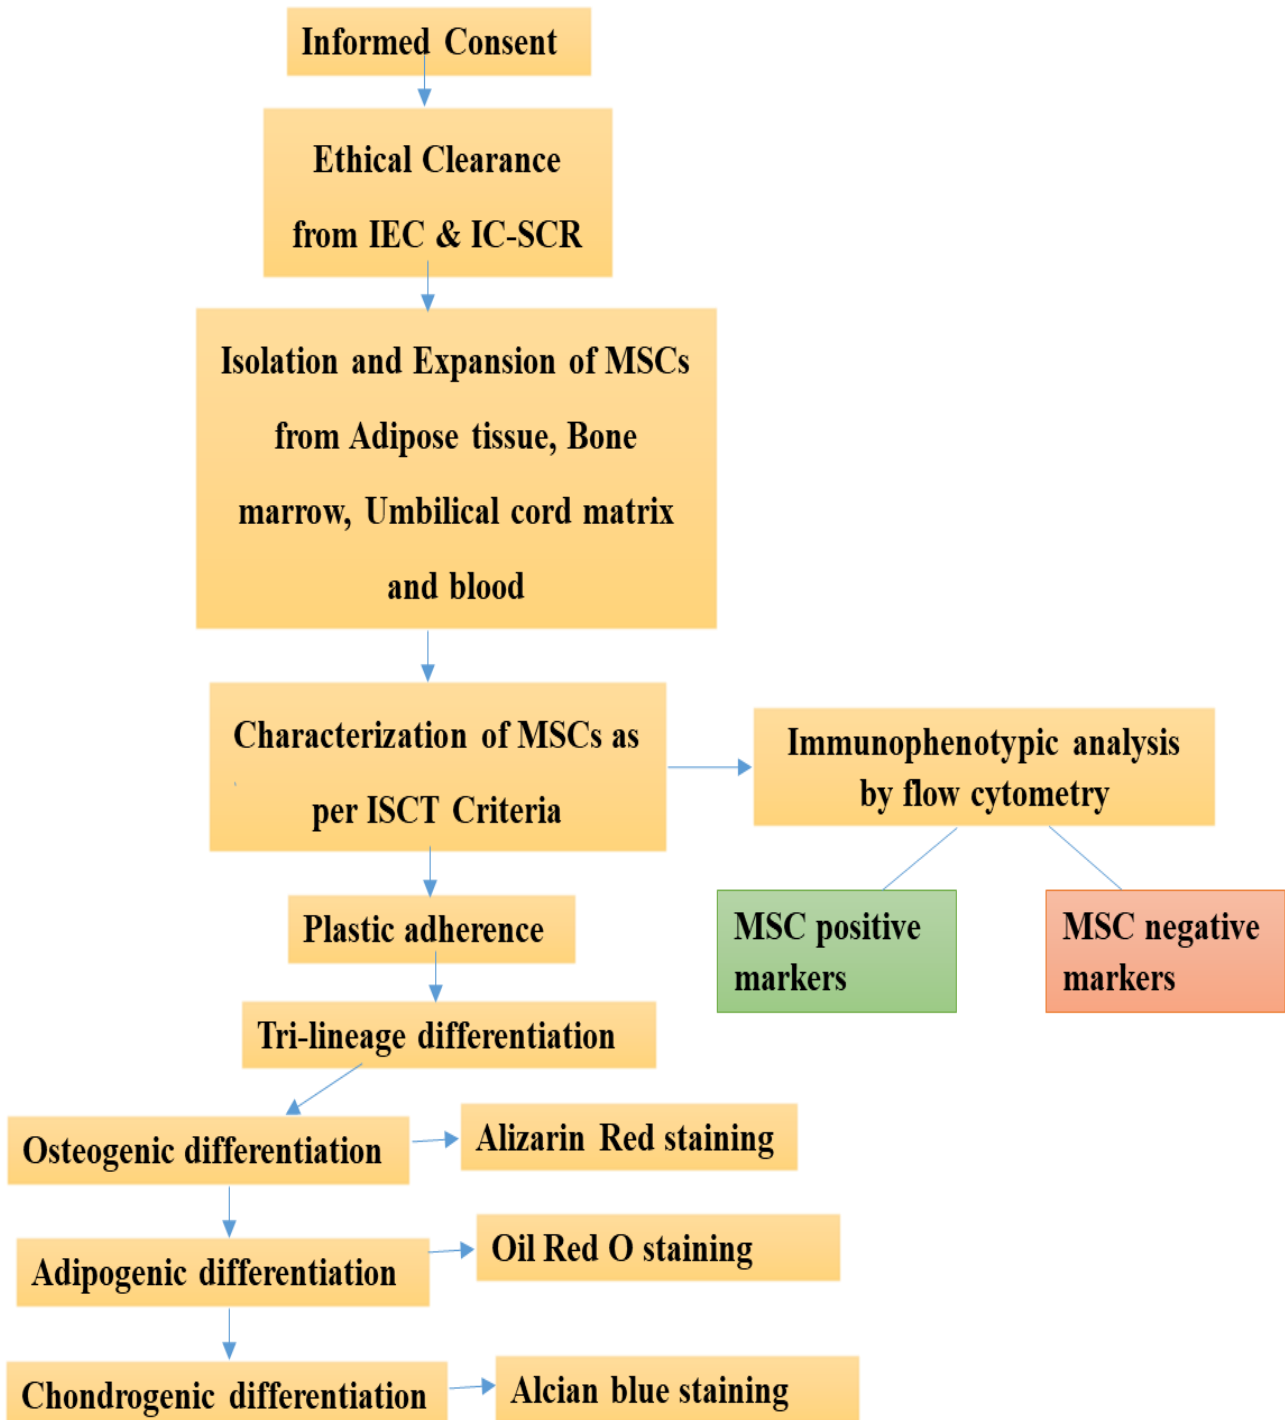 Informed Consent
Ethical Clearance
from IEC & IC-SCR
Isolation and Expansion of MSCs
from Adipose tissue, Bone
marrow, Umbilical cord matrix
and blood
Characterization of MSCs as
per ISCT Criteria
Immunophenotypic analysis
by flow cytometry
MSC positive
markers
MSC negative
markers
Plastic adherence
Tri-lineage differentiation
Osteogenic differentiation
Alizarin Red staining
Adipogenic differentiation
Oil Red O staining
Chondrogenic differentiation
Alcian blue staining